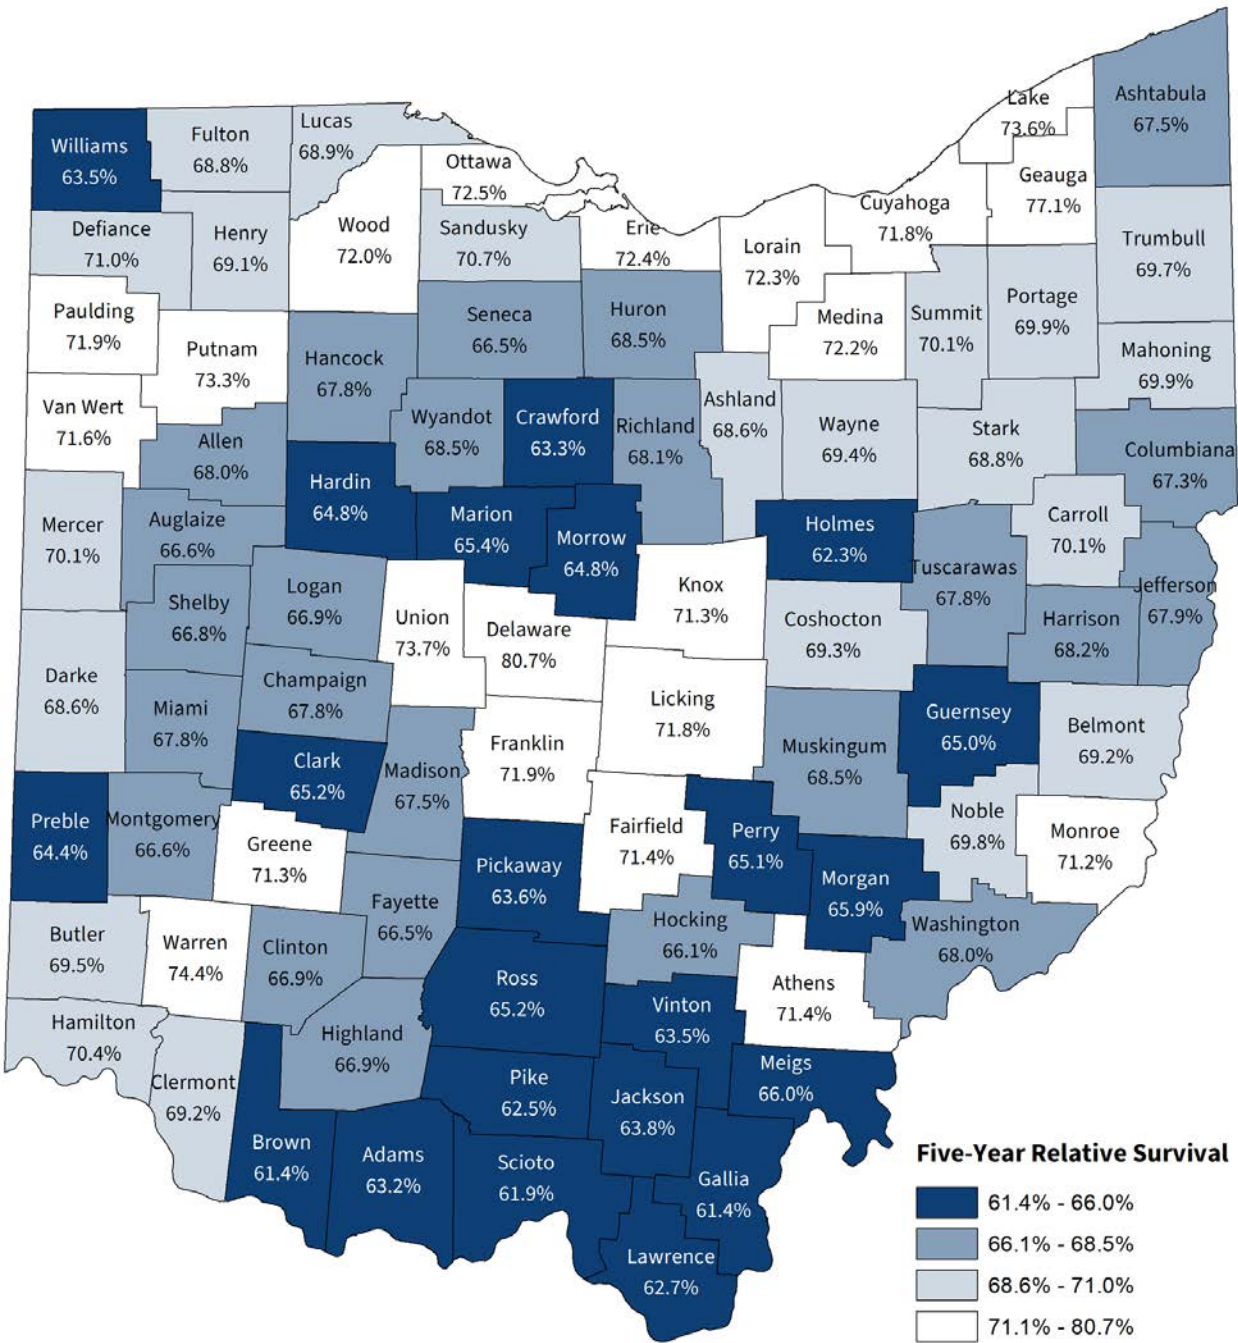 Lake
73.6%
Ashtabula
67.5%
Williams
63.5%
Fulton
68.8%
Lucas
68.9%
Ottawa
72.5%
Geauga
77.1%
Cuyahoga
71.8%
Defiance
71.0%
Henry
69.1%
Wood
72.0%
Sandusky
70.7%
Erie
72.4%
Lorain
72.3%
Trumbull
69.7%
Paulding
71.9%
Putnam
73.3%
Hancock
67.8%
Seneca
66.5%
Huron
68.5%
Medina
72.2%
Summit
70.1%
Portage
69.9%
Mahoning
69.9%
Van Wert
71.6%
Allen
68.0%
Wyandot
68.5%
Crawford
63.3%
Richland
68.1%
Ashland
68.6%
Wayne
69.4%
Stark
68.8%
Columbiana
67.3%
Mercer
70.1%
Auglaize
66.6%
Hardin
64.8%
Marion
65.4%
Morrow
64.8%
Holmes
62.3%
Carroll
70.1%
Tuscarawas
67.8%
Jefferson
67.9%
Shelby
66.8%
Logan
66.9%
Union
73.7%
Delaware
80.7%
Knox
71.3%
Coshocton
69.3%
Harrison
68.2%
Darke
68.6%
Miami
67.8%
Champaign
67.8%
Licking
71.8%
Guernsey
65.0%
Belmont
69.2%
Clark
65.2%
Madison
67.5%
Franklin
71.9%
Muskingum
68.5%
Preble
64.4%
Montgomery
66.6%
Greene
71.3%
Fairfield
71.4%
Perry
65.1%
Noble
69.8%
Monroe
71.2%
Pickaway
63.6%
Morgan
65.9%
Butler
69.5%
Warren
74.4%
Clinton
66.9%
Fayette
66.5%
Hocking
66.1%
Washington
68.0%
Ross
65.2%
Vinton
63.5%
Athens
71.4%
Hamilton
70.4%
Highland
66.9%
Clermont
69.2%
Pike
62.5%
Jackson
63.8%
Meigs
66.0%
Brown
61.4%
Adams
63.2%
Scioto
61.9%
Gallia
61.4%
Lawrence
62.7%
Five-Year Relative Survival
61.4% - 66.0%
66.1% - 68.5%
68.6% - 71.0%
71.1% - 80.7%